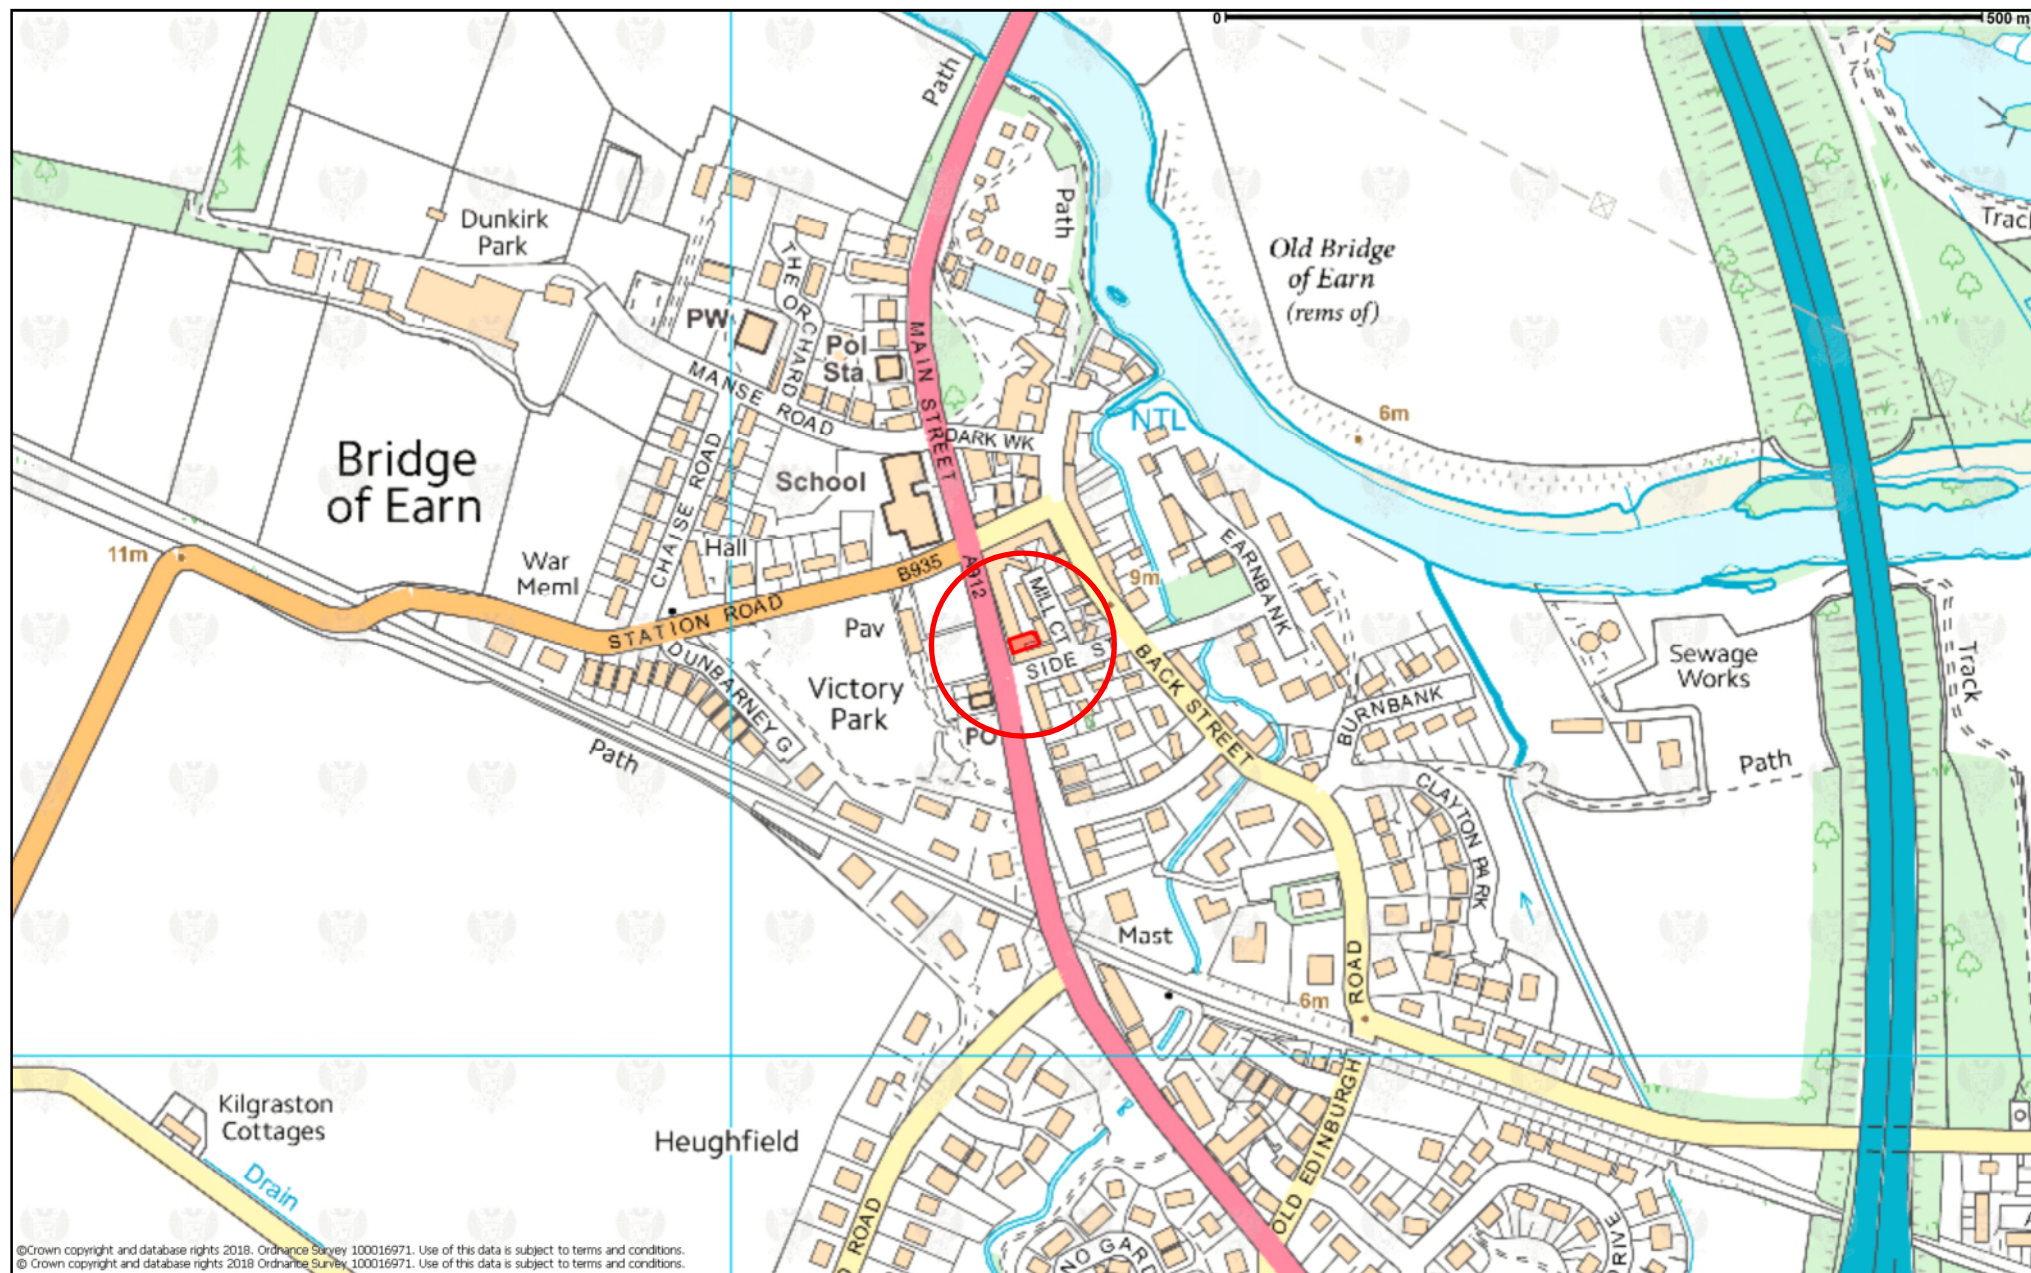 0
500 m
Path
Dunkirk
Park
Path
Track
Old Bridge
of Earn
(rems of)
THE ORCHARD
PW
Pol
Sta
MAIN STREET
MANSE ROAD
6m
NTL
DARK WK
Bridge
of Earn
School
CHAISE ROAD
11m
War
Meml
Hall
B935
A912
STATION ROAD
MILL CT
9m
EARNBANK
Pav
DUNBARNEY G
SIDE
S
BACK STREET
Victory
Park
Sewage
Works
Track
BURNBANK
PO
Path
Path
CLAYTON PARK
Mast
ROAD
6m
Kilgraston
Cottages
Heughfield
Drain
OLD EDINBURGH
ROAD
NO GARD
DRIVE
©Crown copyright and database rights 2018. Ordnance Survey 100016971. Use of this data is subject to terms and conditions.
© Crown copyright and database rights 2018 Ordnance Survey 100016971. Use of this data is subject to terms and conditions.